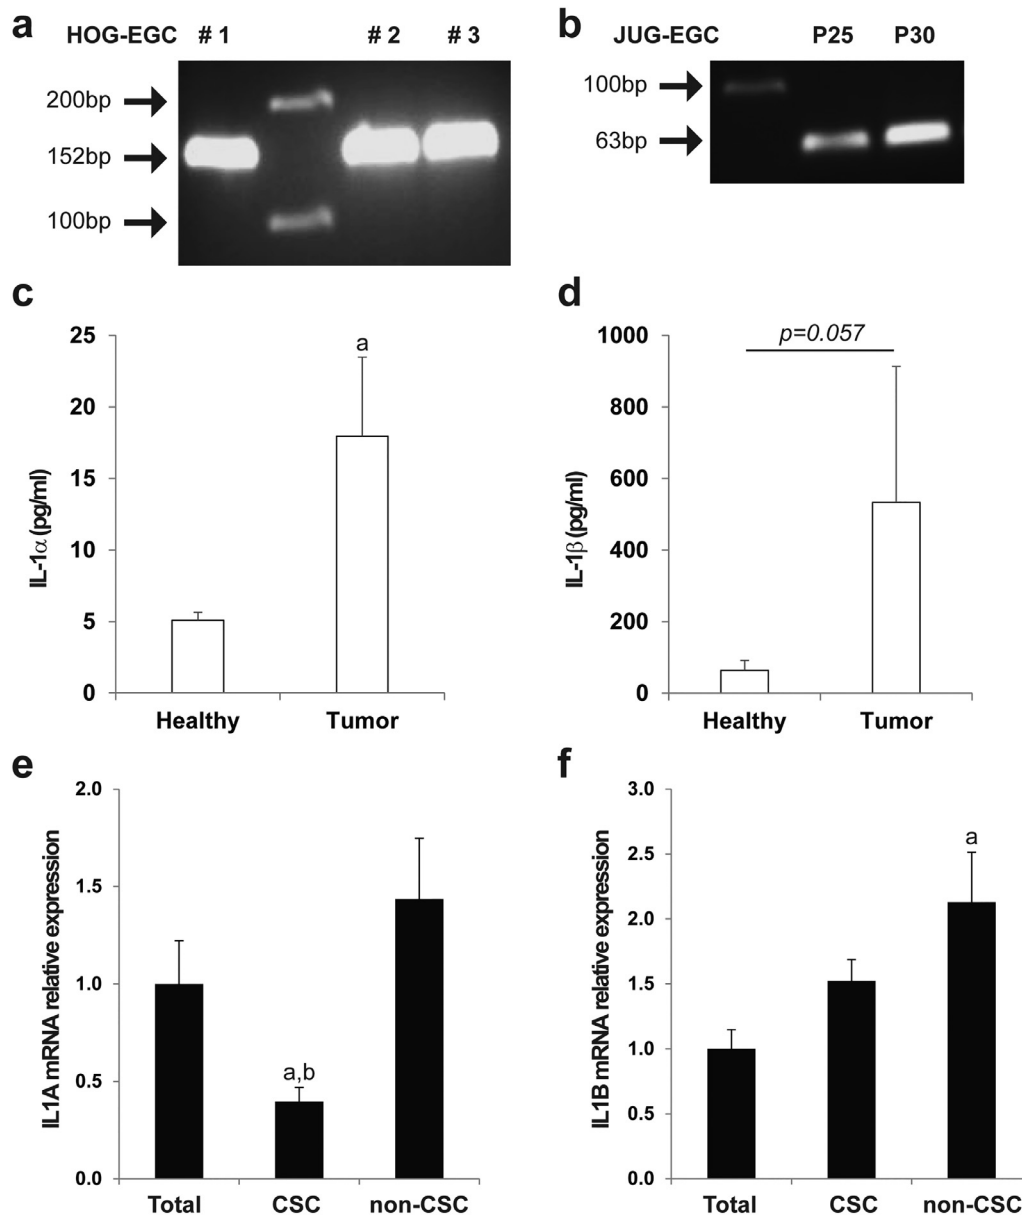 a
HOG-EGC # 1 # 2 # 3
200bp
152bp
100bp
b
JUG-EGC P25 P30
100bp
63bp
c
IL-1α (pg/ml)
25
20
15
10
5
0
a
Healthy Tumor
d
IL-1β (pg/ml)
1000
800
600
400
200
0
p=0.057
Healthy Tumor
e
IL1A mRNA relative expression
2.0
1.5
1.0
0.5
0.0
a,b
Total CSC non-CSC
f
IL1B mRNA relative expression
3.0
2.5
2.0
1.5
1.0
0.5
0.0
a
Total CSC non-CSC